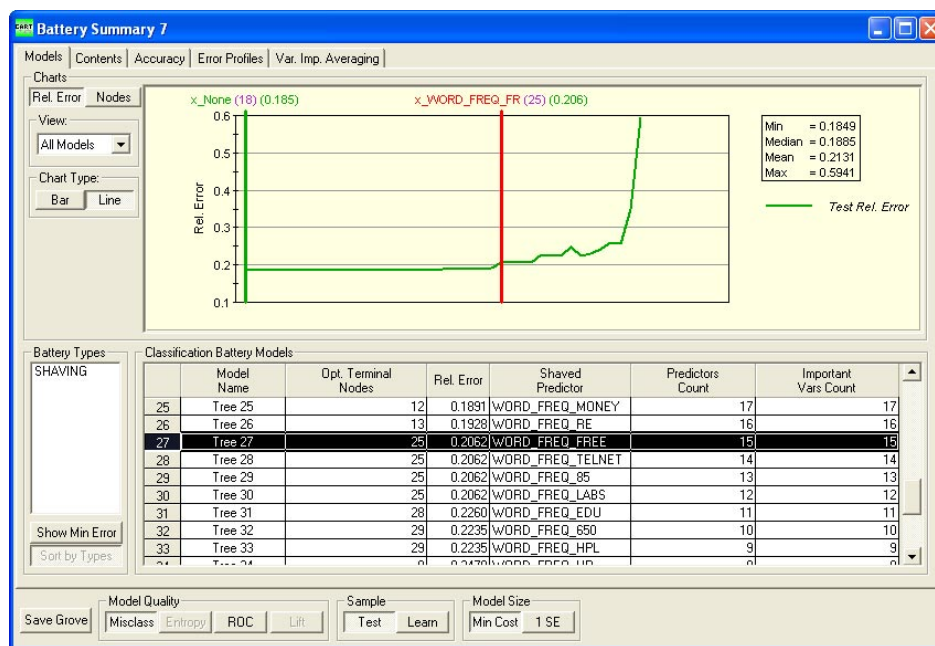 CART Battery Summary 7
Models Contents Accuracy Error Profiles Var. Imp. Averaging
Charts
Rel. Error Nodes
View:
All Models
Chart Type:
Bar Line
x_None (18) (0.185) x_WORD_FREQ_FR (25) (0.206)
0.6
0.5
0.4
0.3
0.2
0.1
Rel. Error
Min = 0.1849
Median = 0.1885
Mean = 0.2131
Max = 0.5941
Test Rel. Error
Battery Types
SHAVING
Show Min Error
Sort by Types
Classification Battery Models
Model Name Opt. Terminal Nodes Rel. Error Shaved Predictor Predictors Count Important Vars Count
25 Tree 25 12 0.1891 WORD_FREQ_MONEY 17 17
26 Tree 26 13 0.1928 WORD_FREQ_RE 16 16
27 Tree 27 25 0.2062 WORD_FREQ_FREE 15 15
28 Tree 28 25 0.2062 WORD_FREQ_TELNET 14 14
29 Tree 29 25 0.2062 WORD_FREQ_85 13 13
30 Tree 30 25 0.2062 WORD_FREQ_LABS 12 12
31 Tree 31 28 0.2260 WORD_FREQ_EDU 11 11
32 Tree 32 29 0.2235 WORD_FREQ_650 10 10
33 Tree 33 29 0.2235 WORD_FREQ_HPL 9 9
Save Grove
Model Quality
Misclass Entropy ROC Lift
Sample
Test Learn
Model Size
Min Cost 1 SE